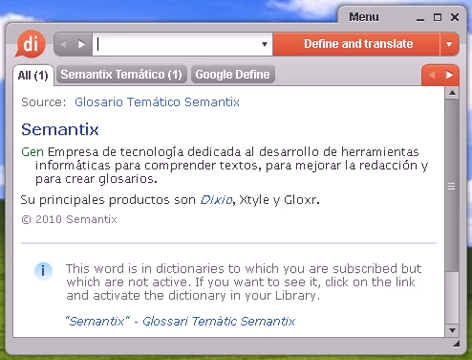 Menu
di
Define and translate
All (1) Semantix Temático (1) Google Define
Source: Glosario Temático Semantix
Semantix
Gen Empresa de tecnología dedicada al desarrollo de herramientas
informáticas para comprender textos, para mejorar la redacción y
para crear glosarios.
Su principales productos son Dixio, Xtyle y Gloxr.
© 2010 Semantix
i
This word is in dictionaries to which you are subscribed but
which are not active. If you want to see it, click on the link
and activate the dictionary in your Library.
"Semantix" - Glossari Temàtic Semantix